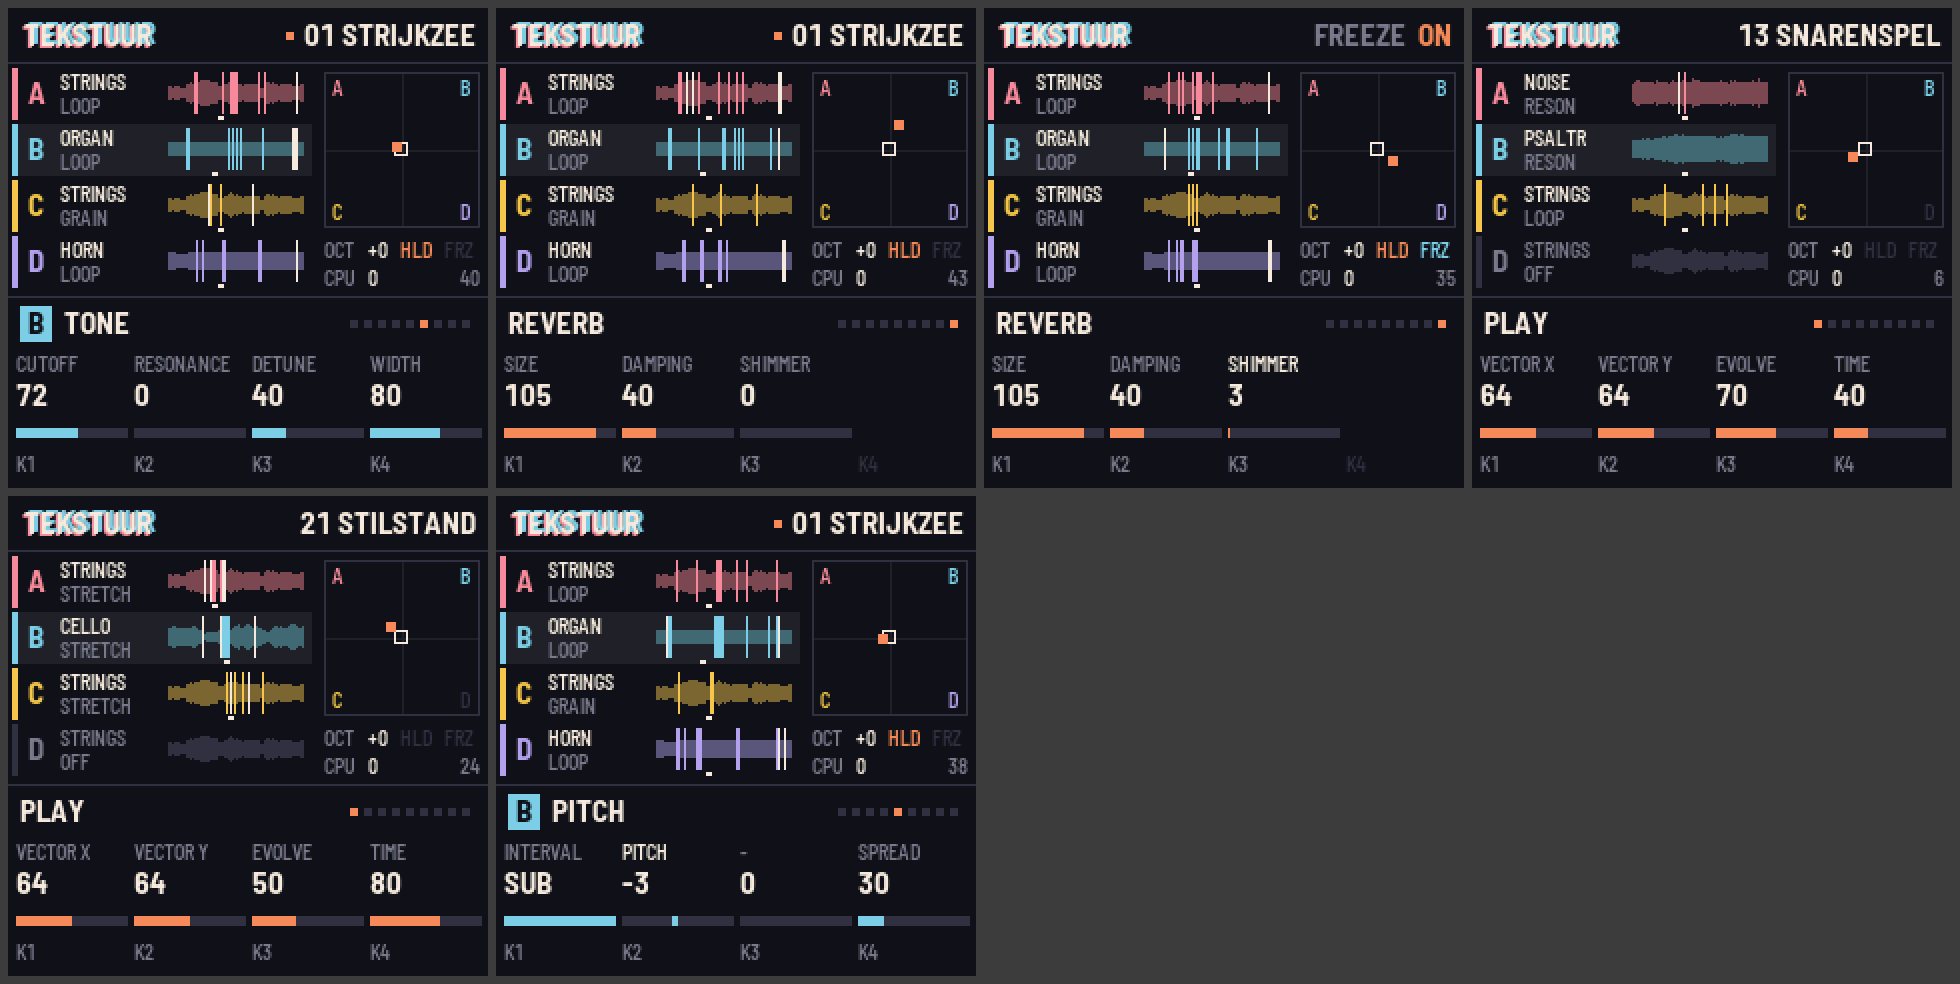 TEKSTUUR 01 STRIJKZEE
A STRINGS LOOP A B
B ORGAN LOOP
C STRINGS GRAIN C D
D HORN LOOP
OCT +0 HLD FRZ
CPU 0 40
B TONE
CUTOFF RESONANCE DETUNE WIDTH
72 0 40 80
K1 K2 K3 K4
TEKSTUUR 01 STRIJKZEE
A STRINGS LOOP A B
B ORGAN LOOP
C STRINGS GRAIN C D
D HORN LOOP
OCT +0 HLD FRZ
CPU 0 43
REVERB
SIZE DAMPING SHIMMER
105 40 0
K1 K2 K3 K4
TEKSTUUR FREEZE ON
A STRINGS LOOP A B
B ORGAN LOOP
C STRINGS GRAIN C D
D HORN LOOP
OCT +0 HLD FRZ
CPU 0 35
REVERB
SIZE DAMPING SHIMMER
105 40 3
K1 K2 K3 K4
TEKSTUUR 13 SNARENSPEL
A NOISE RESON A B
B PSALTR RESON
C STRINGS LOOP C D
D STRINGS OFF
OCT +0 HLD FRZ
CPU 0 6
PLAY
VECTOR X VECTOR Y EVOLVE TIME
64 64 70 40
K1 K2 K3 K4
TEKSTUUR 21 STILSTAND
A STRINGS STRETCH A B
B CELLO STRETCH
C STRINGS STRETCH C D
D STRINGS OFF
OCT +0 HLD FRZ
CPU 0 24
PLAY
VECTOR X VECTOR Y EVOLVE TIME
64 64 50 80
K1 K2 K3 K4
TEKSTUUR 01 STRIJKZEE
A STRINGS LOOP A B
B ORGAN LOOP
C STRINGS GRAIN C D
D HORN LOOP
OCT +0 HLD FRZ
CPU 0 38
B PITCH
INTERVAL PITCH - SPREAD
SUB -3 0 30
K1 K2 K3 K4